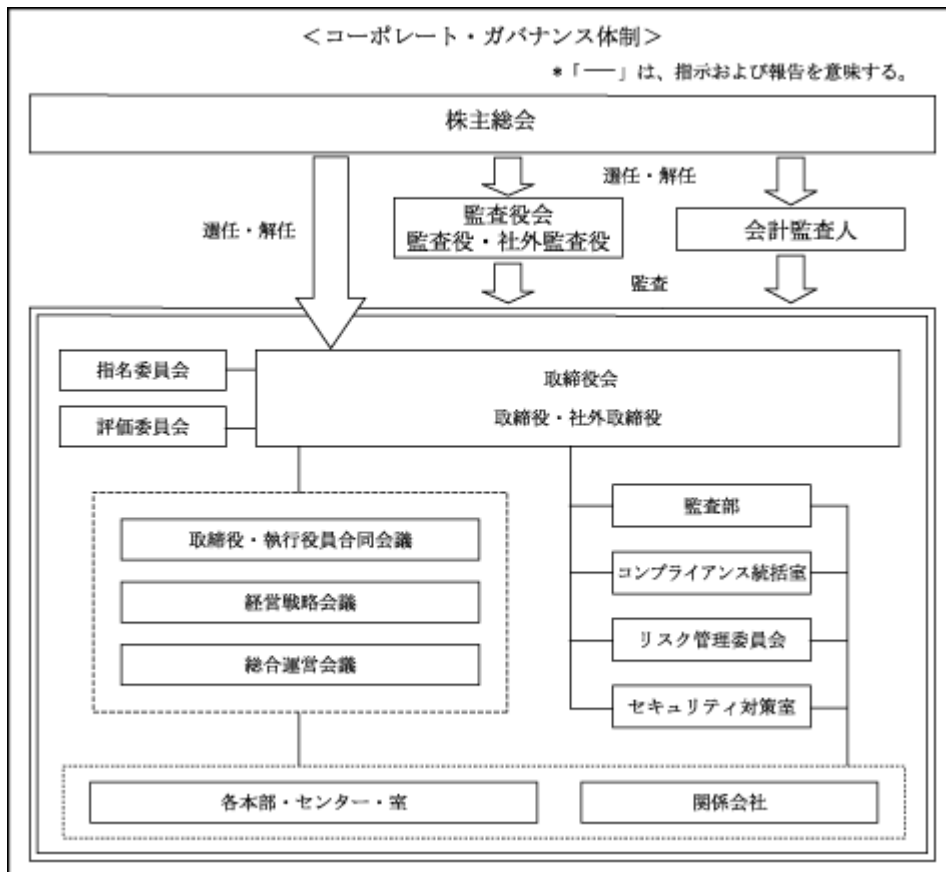 ＜コーポレート・ガバナンス体制＞
＊「──」は、指示および報告を意味する。
株主総会
選任・解任
選任・解任
監査役会
監査役・社外監査役
会計監査人
監査
指名委員会
評価委員会
取締役会
取締役・社外取締役
取締役・執行役員合同会議
経営戦略会議
総合運営会議
監査部
コンプライアンス統括室
リスク管理委員会
セキュリティ対策室
各本部・センター・室
関係会社